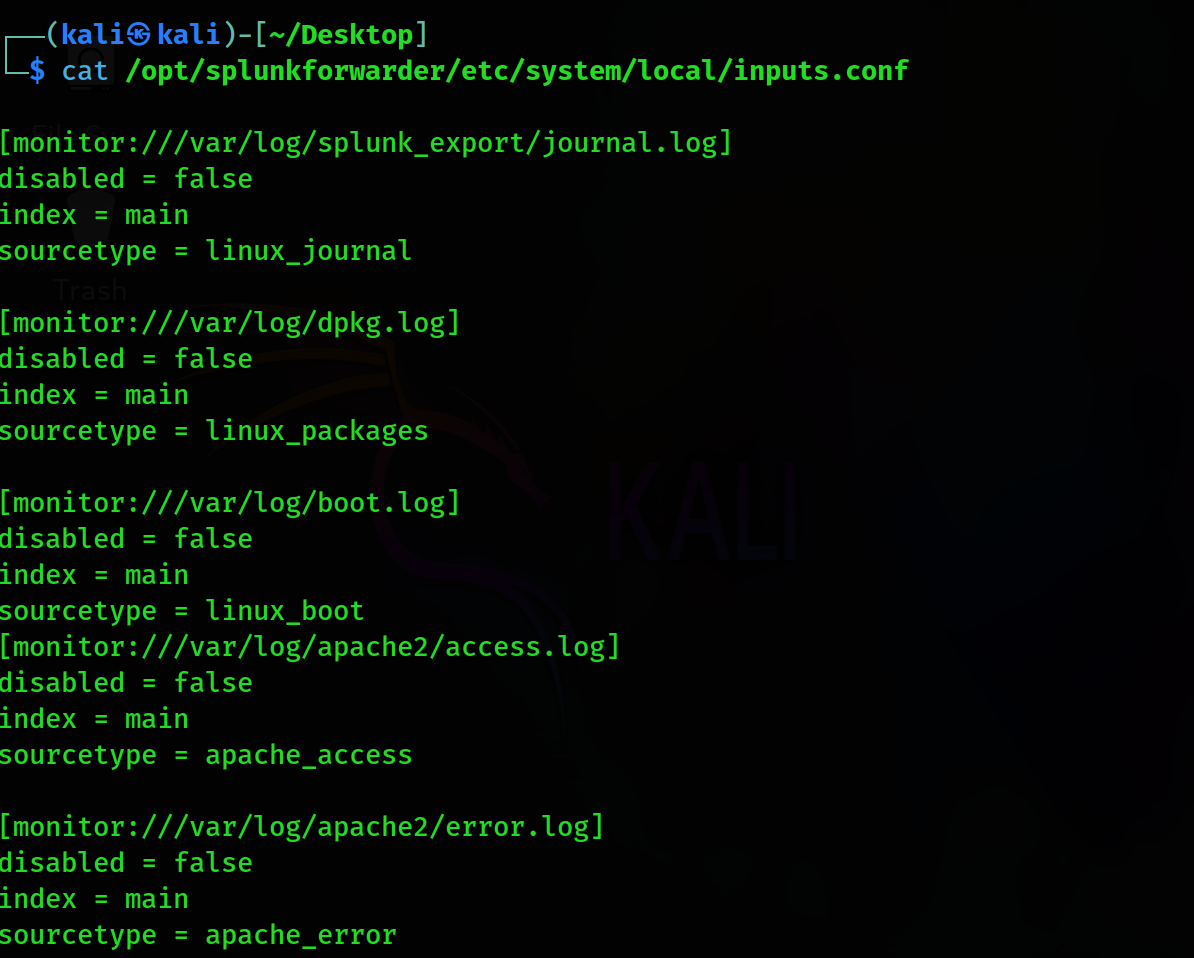 ┌──(kali㉿kali)-[~/Desktop]
└─$ cat /opt/splunkforwarder/etc/system/local/inputs.conf
[monitor:///var/log/splunk_export/journal.log]
disabled = false
index = main
sourcetype = linux_journal
Trash
[monitor:///var/log/dpkg.log]
disabled = false
index = main
sourcetype = linux_packages
[monitor:///var/log/boot.log]
KALI
disabled = false
index = main
sourcetype = linux_boot
[monitor:///var/log/apache2/access.log]
disabled = false
index = main
sourcetype = apache_access
[monitor:///var/log/apache2/error.log]
disabled = false
index = main
sourcetype = apache_error